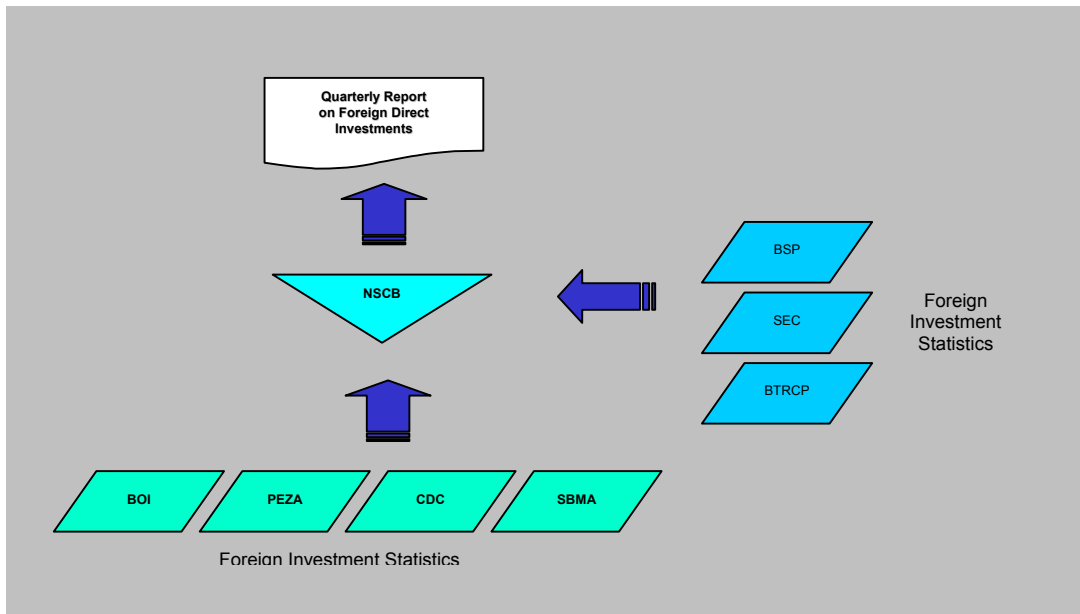 Quarterly Report
on Foreign Direct
Investments
NSCB
BSP
SEC
BTRCP
Foreign
Investment
Statistics
BOI
PEZA
CDC
SBMA
Foreign Investment Statistics